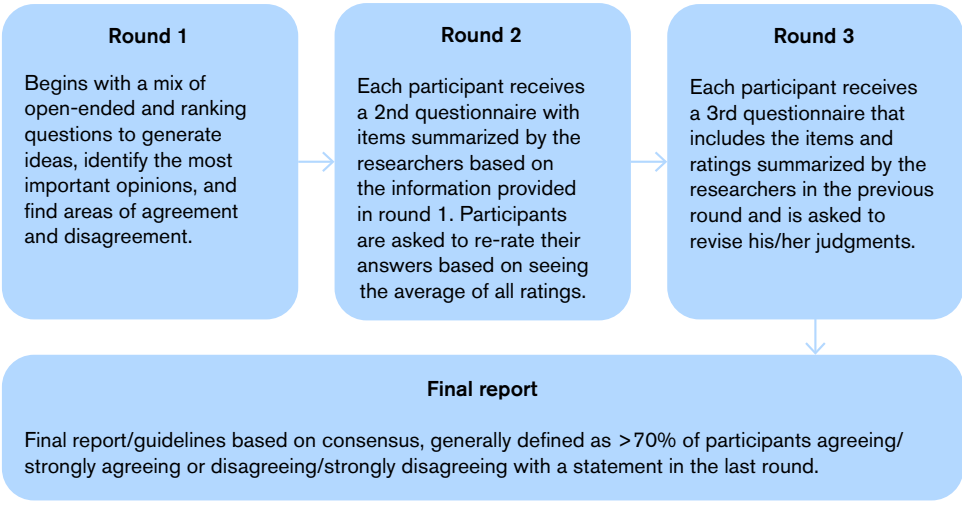 Round 1
Begins with a mix of
open-ended and ranking
questions to generate
ideas, identify the most
important opinions, and
find areas of agreement
and disagreement.
Round 2
Each participant receives
a 2nd questionnaire with
items summarized by the
researchers based on
the information provided
in round 1. Participants
are asked to re-rate their
answers based on seeing
the average of all ratings.
Round 3
Each participant receives
a 3rd questionnaire that
includes the items and
ratings summarized by the
researchers in the previous
round and is asked to
revise his/her judgments.
Final report
Final report/guidelines based on consensus, generally defined as >70% of participants agreeing/
strongly agreeing or disagreeing/strongly disagreeing with a statement in the last round.